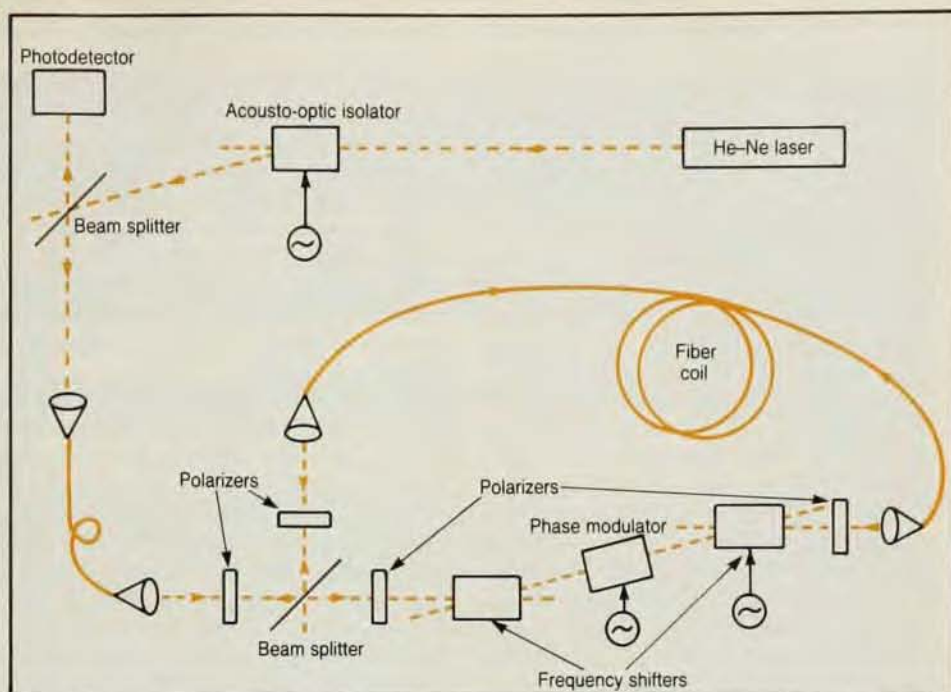 Photodetector
Acousto-optic isolator
He–Ne laser
Beam splitter
Fiber
coil
Polarizers
Polarizers
Phase modulator
Beam splitter
Frequency shifters